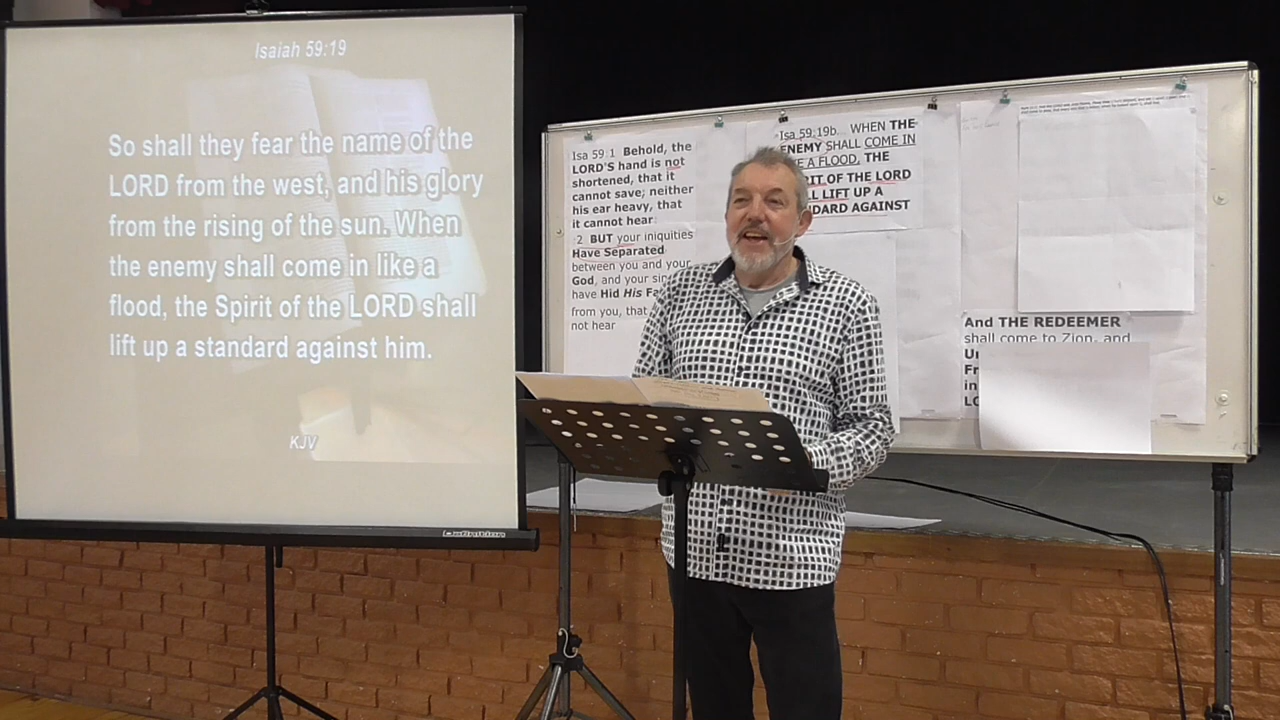 Isaiah 59:19
So shall they fear the name of the
LORD from the west, and his glory
from the rising of the sun. When
the enemy shall come in like a
flood, the Spirit of the LORD shall
lift up a standard against him.
KJV
Isa 59 1 Behold, the
LORD'S hand is not
shortened, that it
cannot save; neither
his ear heavy, that
it cannot hear
2 BUT your iniquities
Have Separated
between you and your
God, and your
have Hid His
from you, that
not hear
Isa 59:19b... WHEN THE
ENEMY SHALL COME IN
A FLOOD, THE
OF THE LORD
LIFT UP A
AGAINST
And THE REDEEMER
shall come to Zion, and